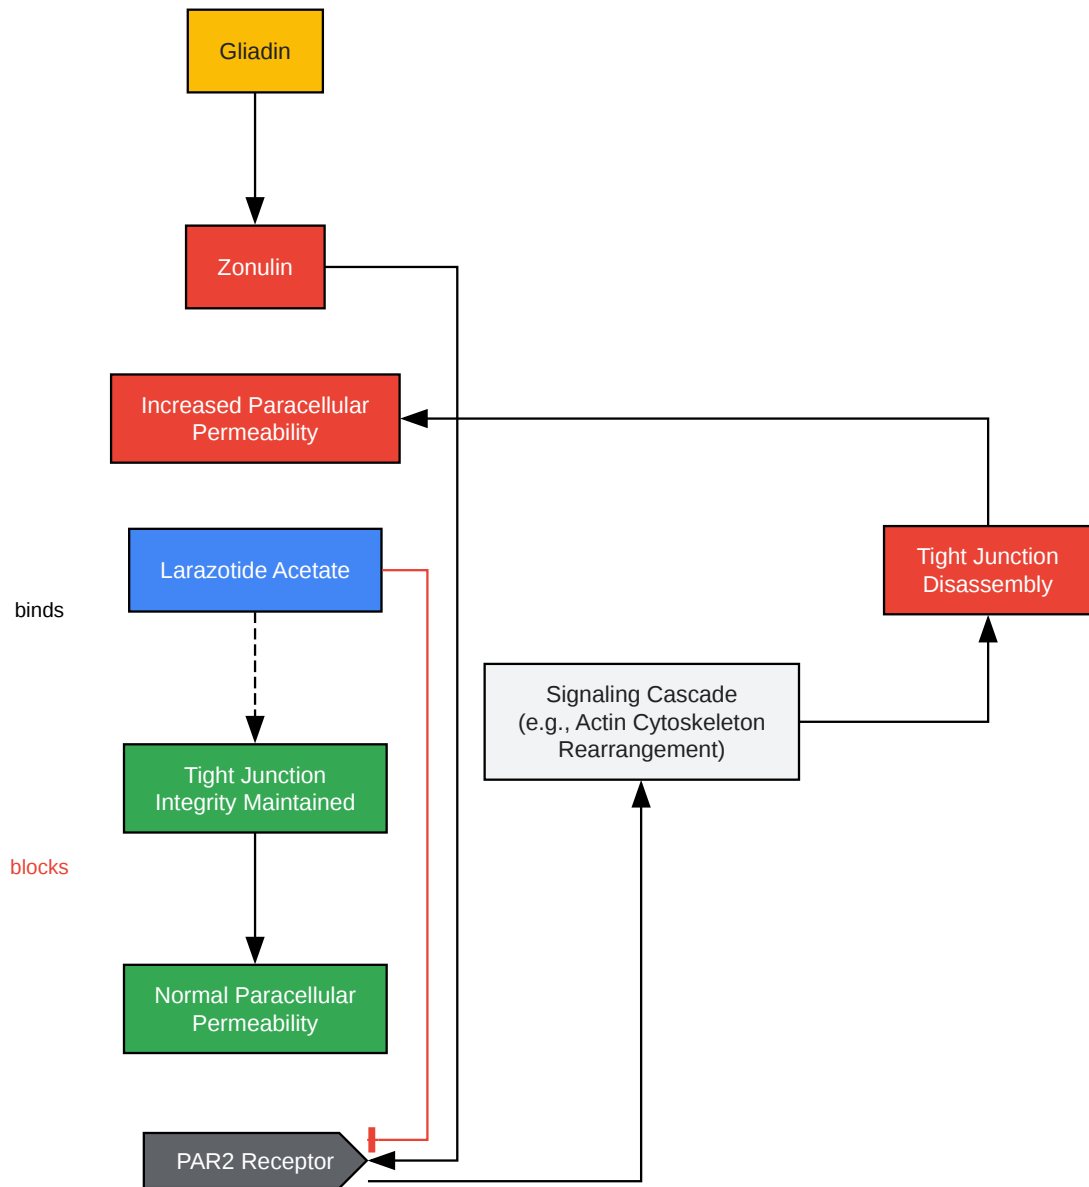 Gliadin
Zonulin
Increased Paracellular
Permeability
Larazotide Acetate
binds
Tight Junction
Disassembly
Signaling Cascade
(e.g., Actin Cytoskeleton
Rearrangement)
Tight Junction
Integrity Maintained
blocks
Normal Paracellular
Permeability
PAR2 Receptor